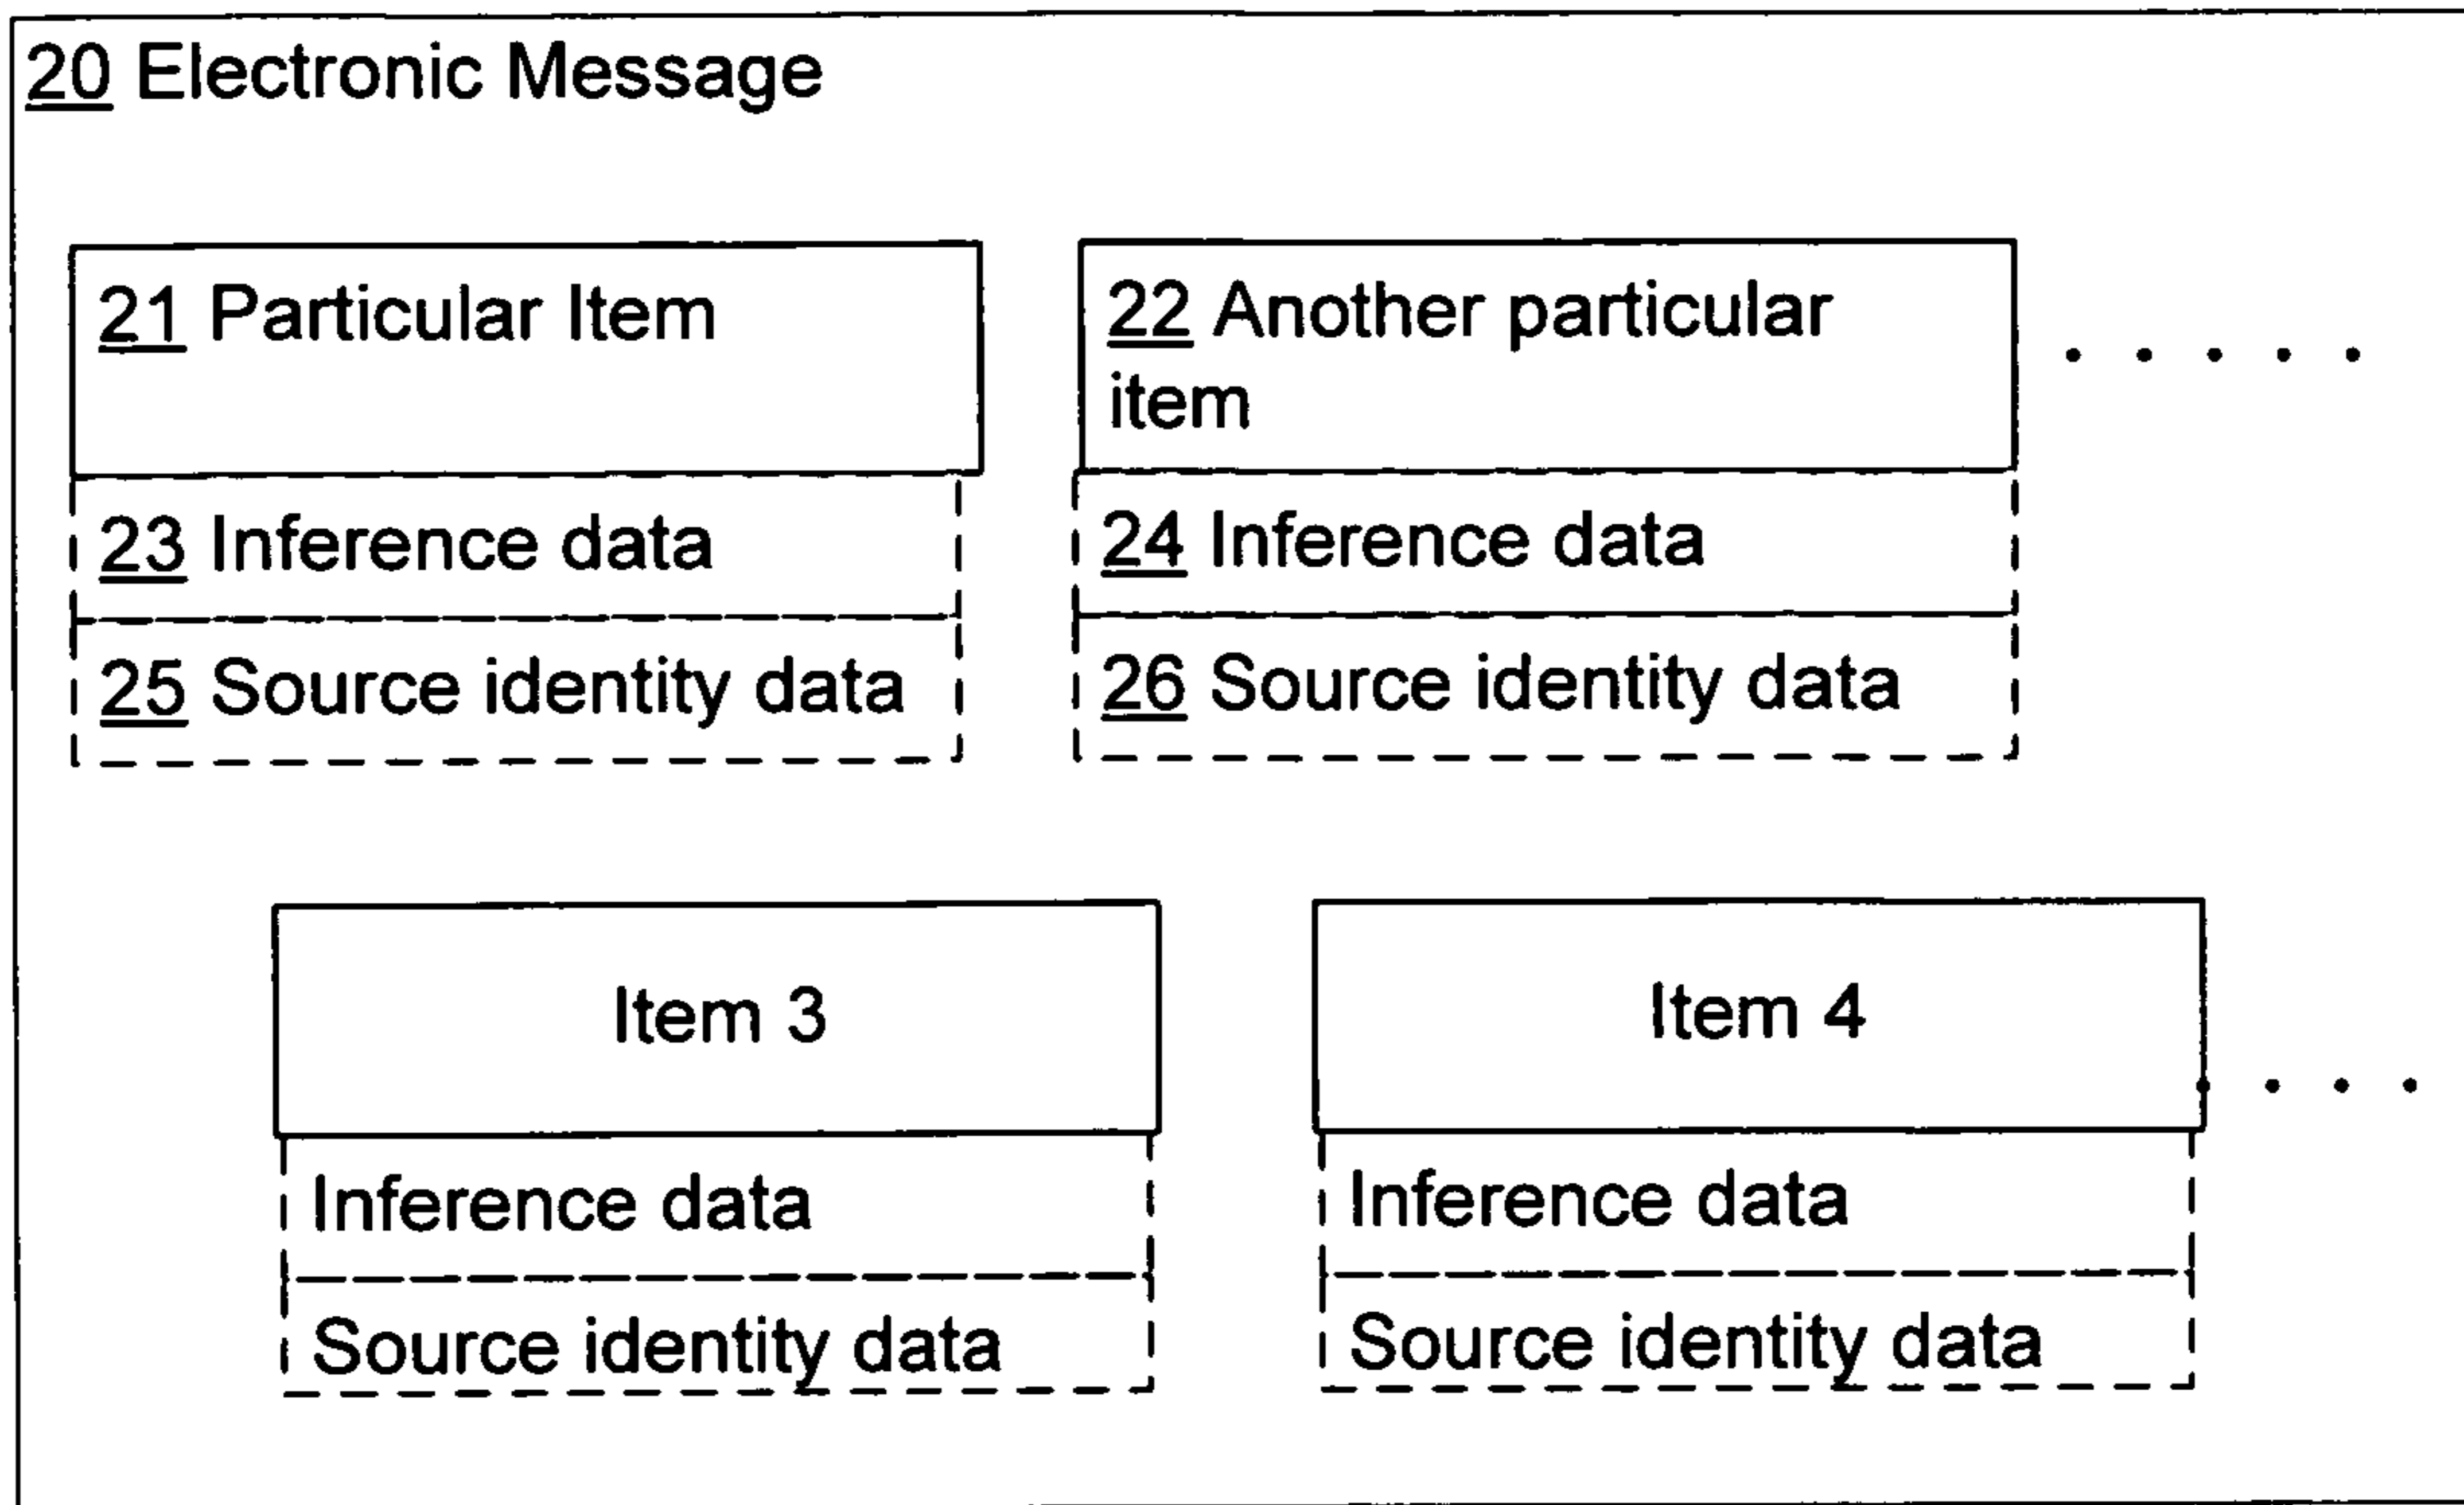 20 Electronic Message
21 Particular Item
22 Another particular
item
23 Inference data
24 Inference data
25 Source identity data
26 Source identity data
Item 3
Item 4
Inference data
Inference data
Source identity data
Source identity data